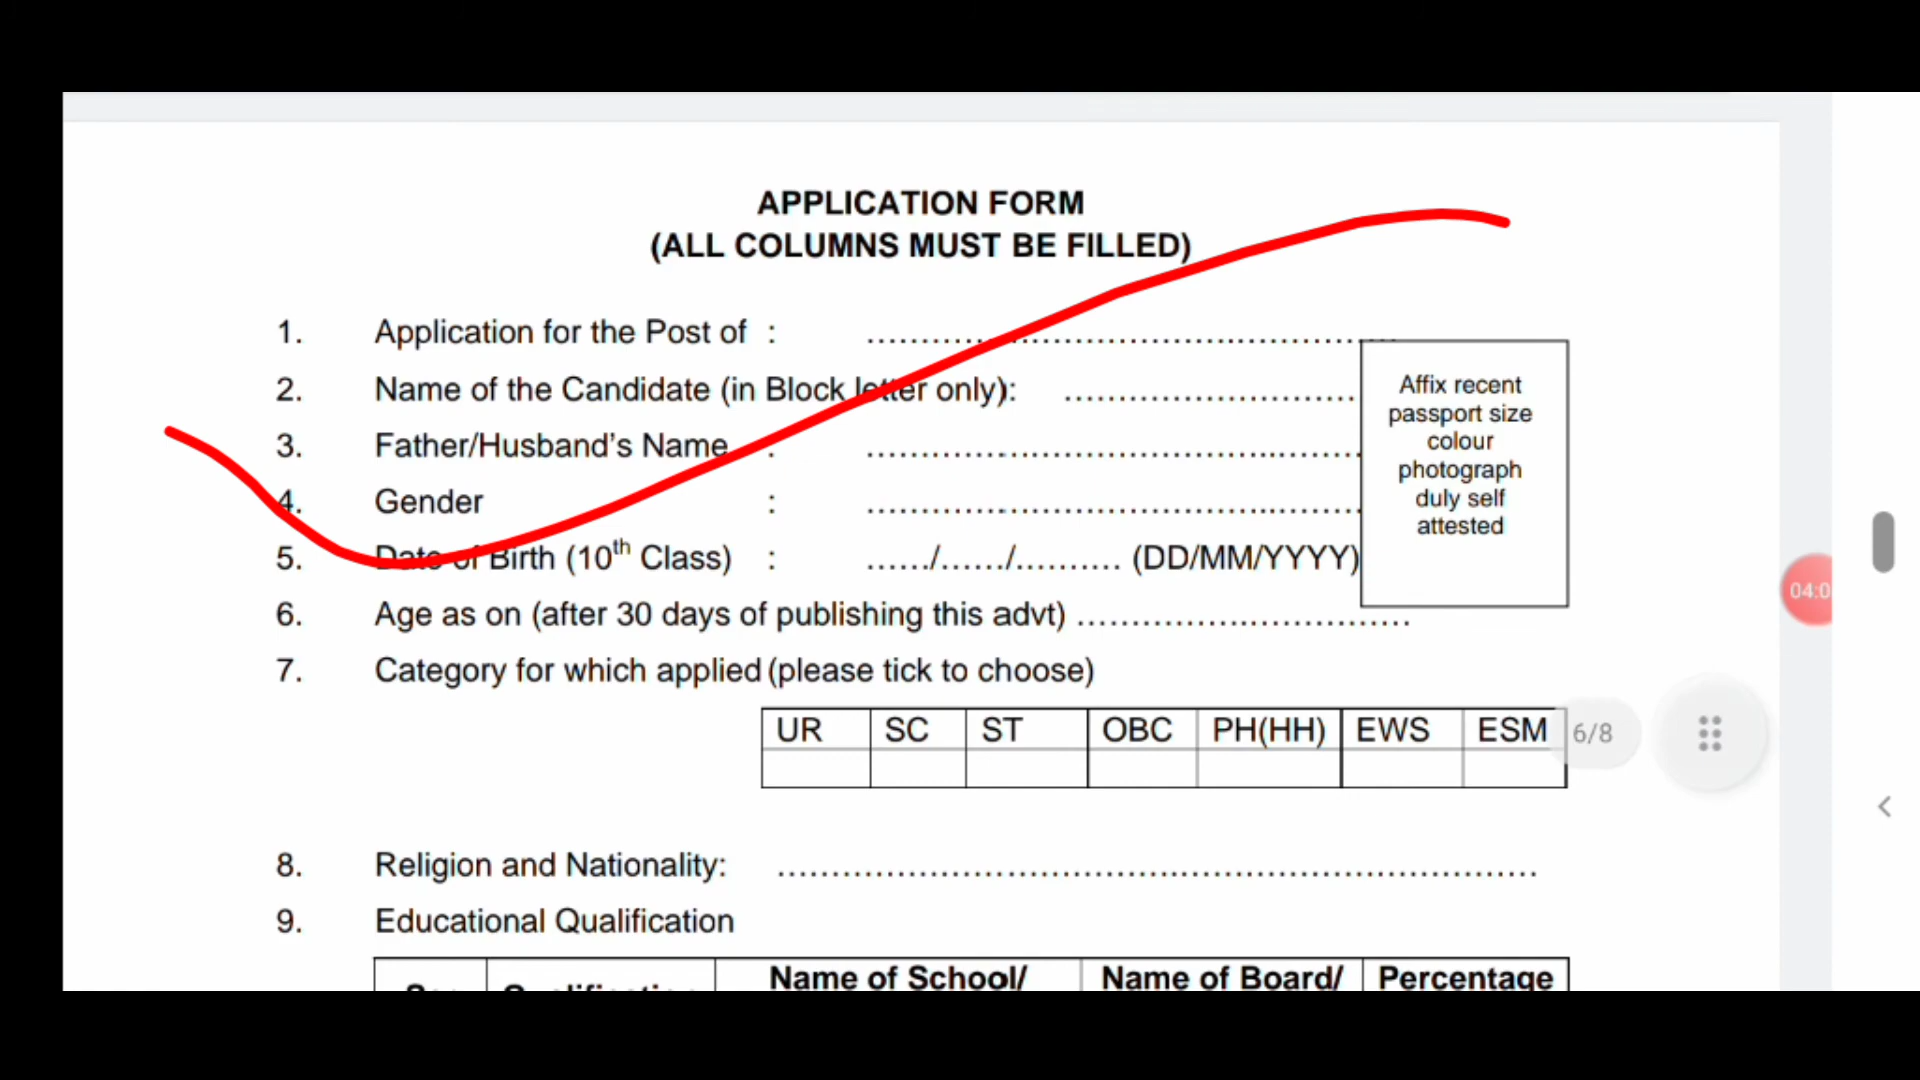 APPLICATION FORM
(ALL COLUMNS MUST BE FILLED)
1. Application for the Post of : ................................................
2. Name of the Candidate (in Block letter only): ...........................
3. Father/Husband's Name : ................................................
4. Gender : ................................................
5. Date of Birth (10th Class) : ....../....../.......... (DD/MM/YYYY)
Affix recent
passport size
colour
photograph
duly self
attested
6. Age as on (after 30 days of publishing this advt) ...............................
7. Category for which applied (please tick to choose)
UR SC ST OBC PH(HH) EWS ESM
6/8
04:0
8. Religion and Nationality: ......................................................................
9. Educational Qualification
Name of School/ Name of Board/ Percentage